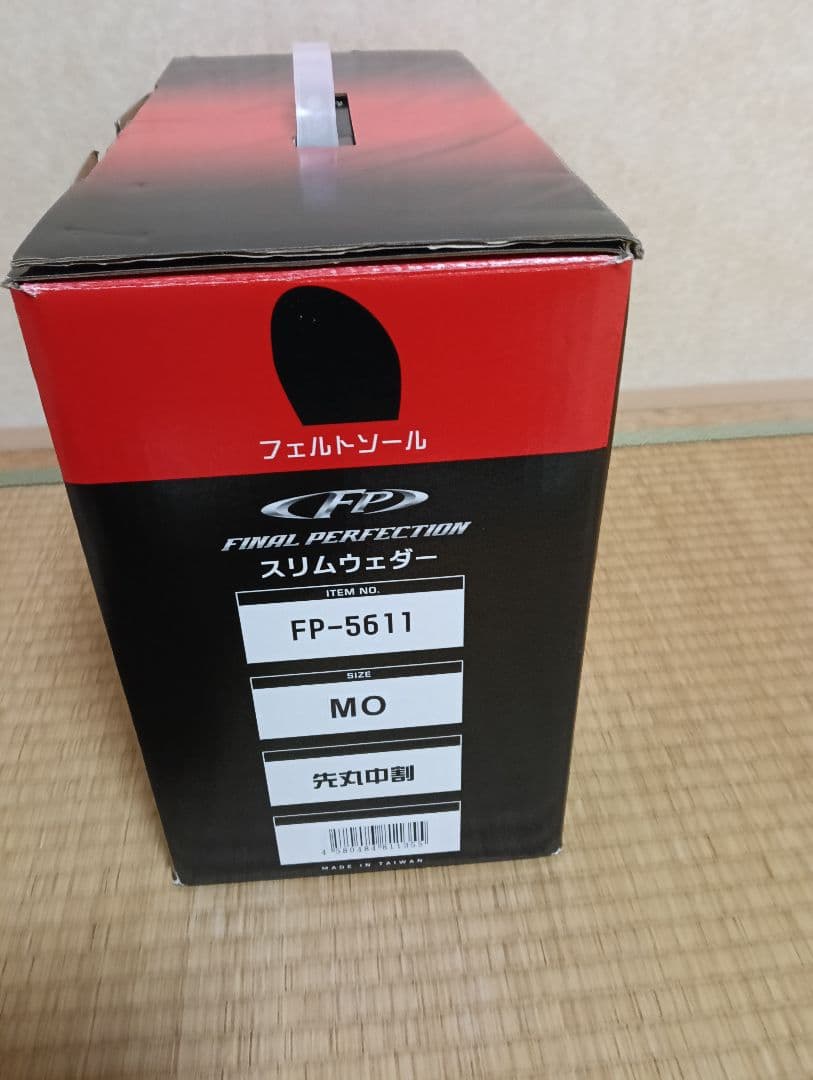 フェルトソール
FP
FINAL PERFECTION
スリムウェダー
ITEM NO.
FP-5611
SIZE
MO
先丸中割
MADE IN TAIWAN